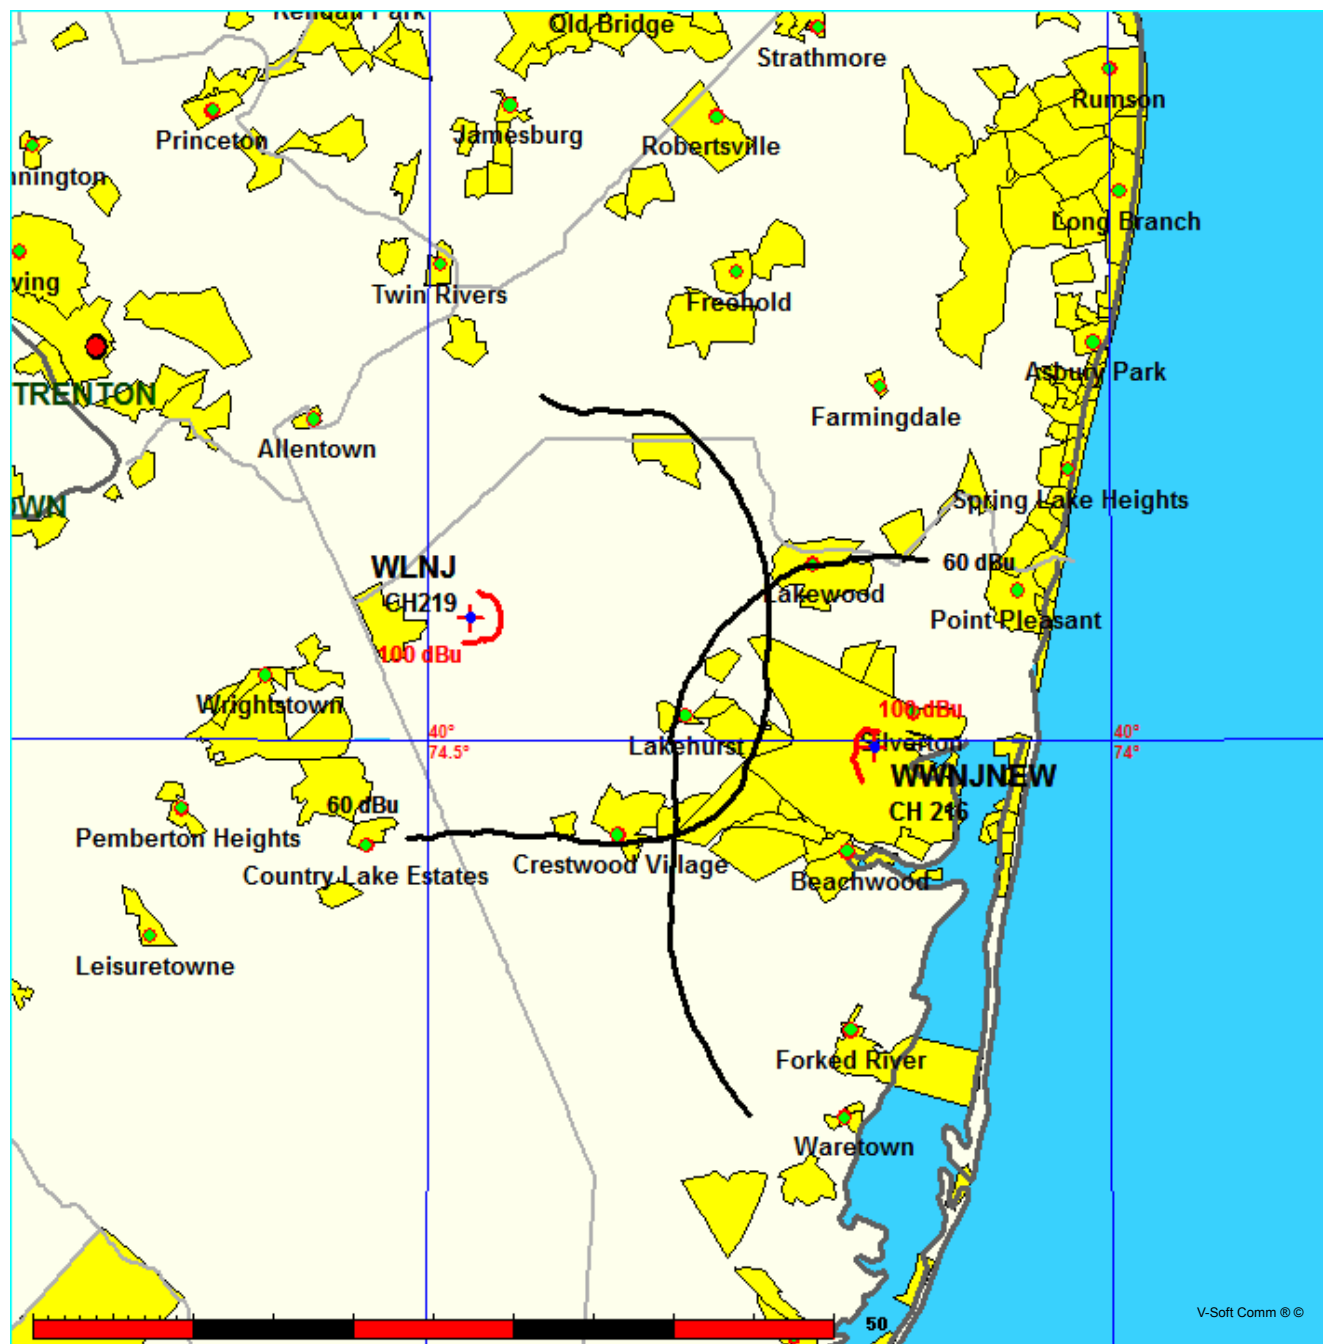 Kendall Park
Old Bridge
Strathmore
Rumson
Princeton
Jamesburg
Robertsville
nnington
Long Branch
ving
Twin Rivers
Freehold
Asbury Park
TRENTON
Farmingdale
Allentown
OWN
Spring Lake Heights
WLNJ
60 dBu
CH219
Lakewood
Point Pleasant
100 dBu
Wrightstown
100 dBu
40°
74.5°
Lakehurst
Silverton
40°
74°
WWNJNEW
60 dBu
CH 216
Pemberton Heights
Crestwood Village
Country Lake Estates
Beachwood
Leisuretowne
Forked River
Waretown
50
V-Soft Comm ® ©